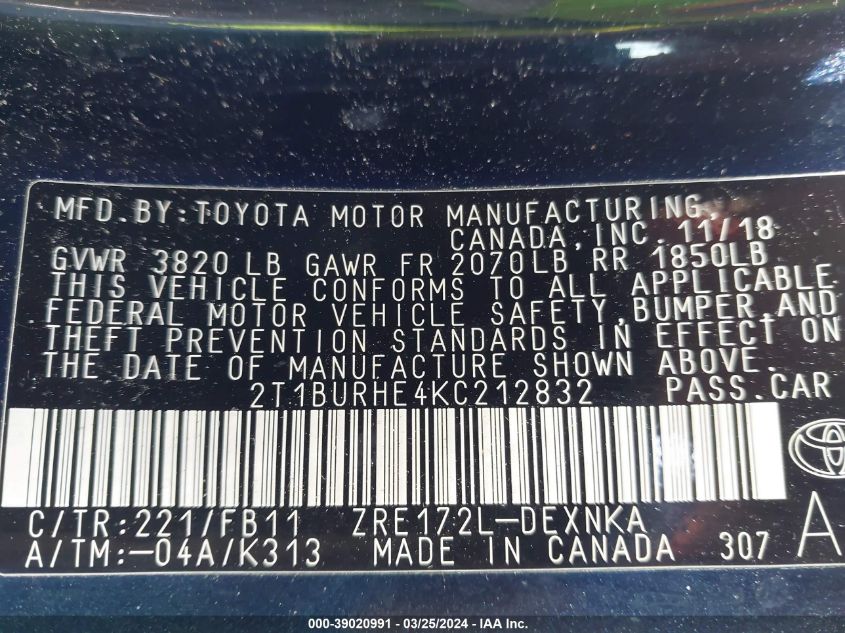 MFD.BY:TOYOTA MOTOR MANUFACTURING,
CANADA,INC. 11/18
GVWR 3820 LB GAWR FR 2070LB RR 1850LB
THIS VEHICLE CONFORMS TO ALL APPLICABLE
FEDERAL MOTOR VEHICLE SAFETY,BUMPER,AND
THEFT PREVENTION STANDARDS IN EFFECT ON
THE DATE OF MANUFACTURE SHOWN ABOVE.
2T1BURHE4KC212832 PASS.CAR
C/TR:221/FB11 ZRE172L-DEXNKA
A/TM:-04A/K313 MADE IN CANADA 307 A
000-39020991 // 03/25/2024 - IAA Inc.